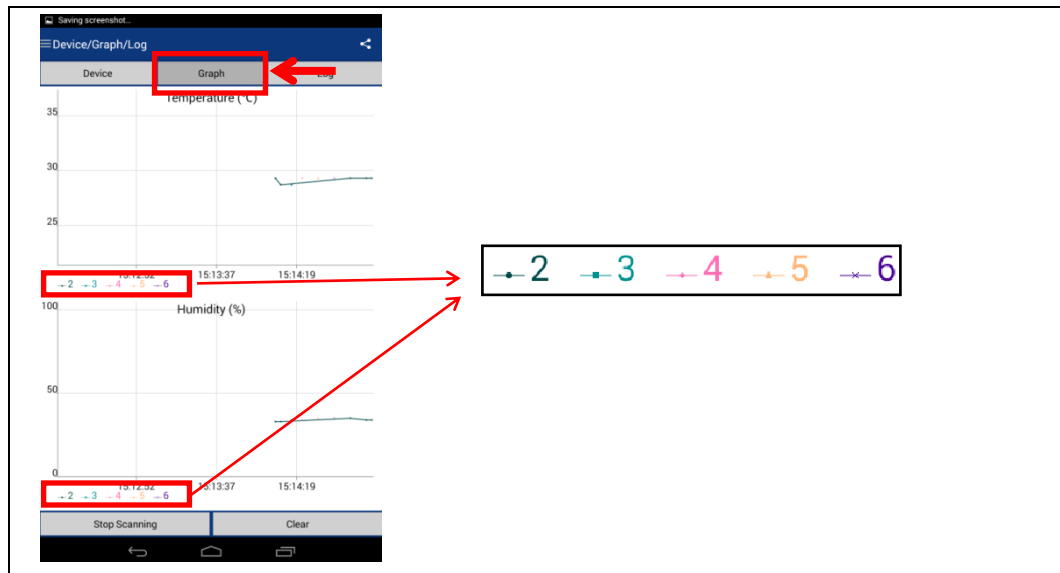 Saving screenshot...
Device/Graph/Log
Device Graph Log
Temperature (°C)
35
30
25
15:12:52 15:13:37 15:14:19
2 3 4 5 6
2 3 4 5 6
100
Humidity (%)
50
0
15:12:52 15:13:37 15:14:19
2 3 4 5 6
Stop Scanning Clear